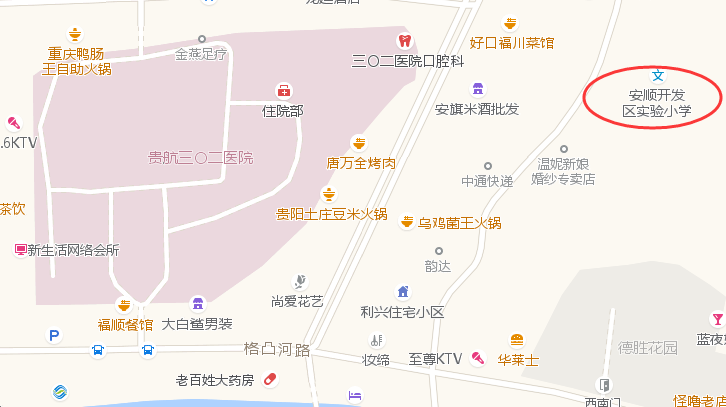 好口福川菜馆
重庆鸭肠
王自助火锅
金燕足疗
三〇二医院口腔科
安顺开发
区实验小学
住院部
安旗米酒批发
.6KTV
贵航三〇二医院
唐万全烤肉
温妮新娘
婚纱专卖店
中通快递
茶饮
贵阳土庄豆米火锅
乌鸡菌王火锅
新生活网络会所
韵达
尚爱花艺
利兴住宅小区
福顺餐馆
大白鲨男装
P
蓝夜
德胜花园
格凸河路
妆缔
至尊KTV
华莱士
老百姓大药房
西南门
怪噜老店